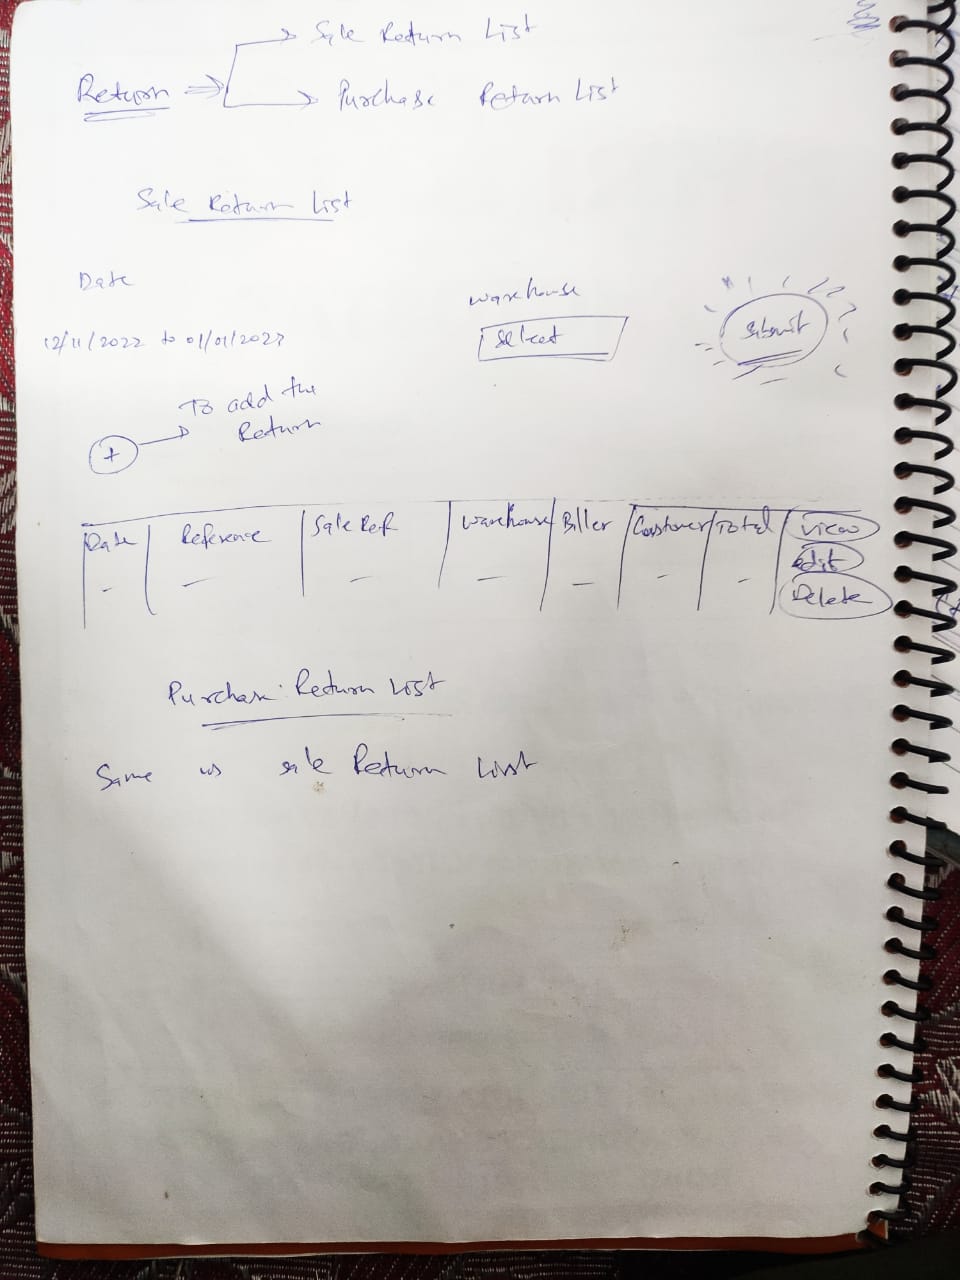 Sale Return List
Return ⇒
Purchase Return List
Sale Return List
Date
Warehouse
12/11/2022 to 01/01/2023
Select
Submit
To add the
Return
+
Date Reference Sale Ref Warehouse Biller Customer Total View
edit
Delete
Purchase Return List
Same as sale Return List